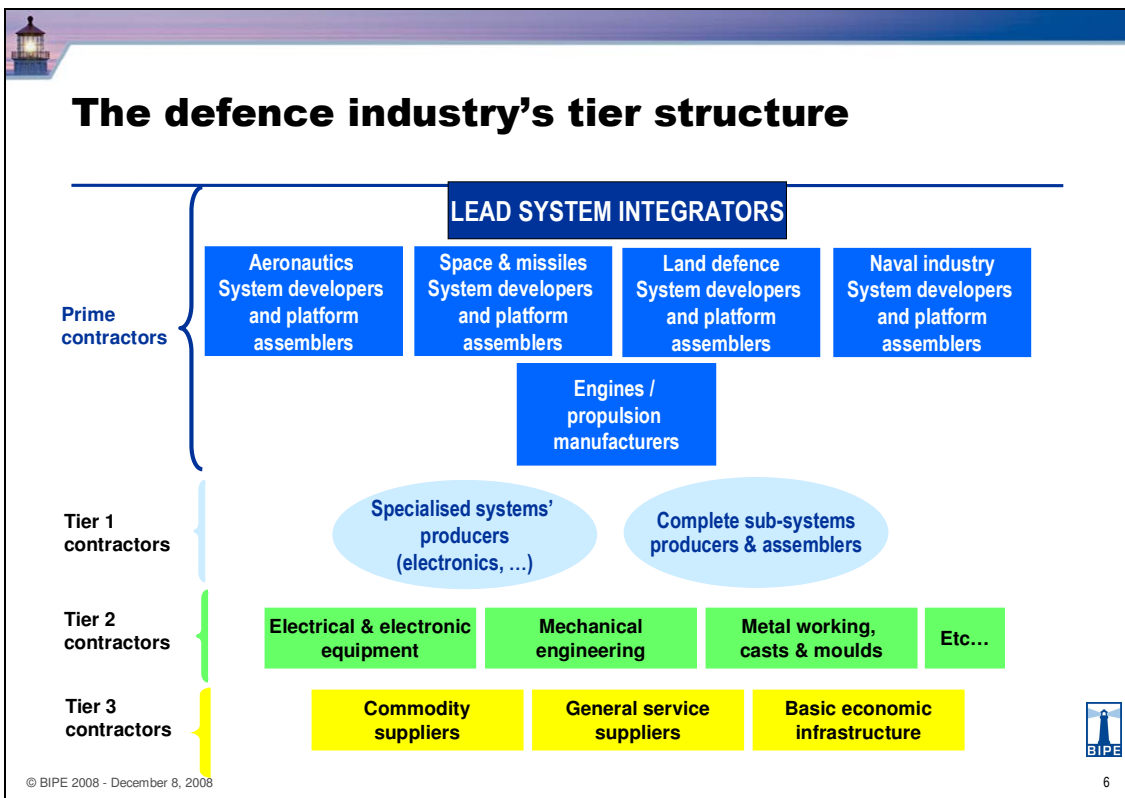 The defence industry's tier structure
LEAD SYSTEM INTEGRATORS
Prime
contractors
Aeronautics
System developers
and platform
assemblers
Space & missiles
System developers
and platform
assemblers
Land defence
System developers
and platform
assemblers
Naval industry
System developers
and platform
assemblers
Engines /
propulsion
manufacturers
Tier 1
contractors
Specialised systems'
producers
(electronics, …)
Complete sub-systems
producers & assemblers
Tier 2
contractors
Electrical & electronic
equipment
Mechanical
engineering
Metal working,
casts & moulds
Etc…
Tier 3
contractors
Commodity
suppliers
General service
suppliers
Basic economic
infrastructure
BIPE
© BIPE 2008 - December 8, 2008
6